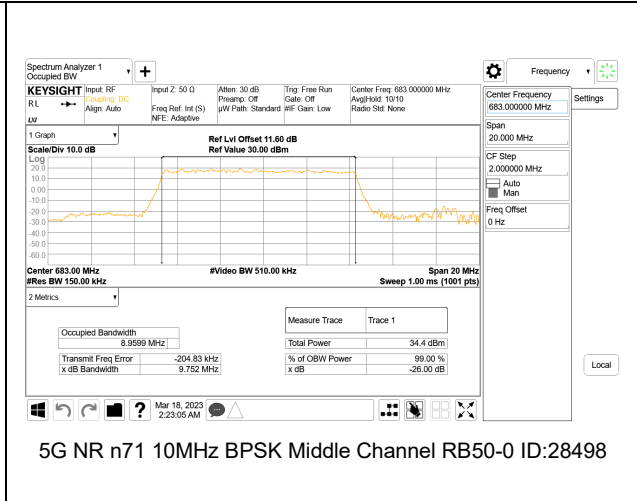 Spectrum Analyzer 1
Occupied BW
Frequency
KEYSIGHT
Input: RF
Coupling: DC
Align: Auto
Input Z: 50 Ω
Freq Ref: Int (S)
NFE: Adaptive
Atten: 30 dB
Preamp: Off
µW Path: Standard
Trig: Free Run
Gate: Off
#IF Gain: Low
Center Freq: 683.000000 MHz
Avg|Hold: 10/10
Radio Std: None
RL
Center Frequency
683.000000 MHz
Settings
Span
20.000 MHz
CF Step
2.000000 MHz
Auto
Man
Freq Offset
0 Hz
Local
1 Graph
Scale/Div 10.0 dB
Ref Lvl Offset 11.60 dB
Ref Value 30.00 dBm
Log
20.0
10.0
0.00
-10.0
-20.0
-30.0
-40.0
-50.0
-60.0
Center 683.00 MHz
#Video BW 510.00 kHz
Span 20 MHz
#Res BW 150.00 kHz
Sweep 1.00 ms (1001 pts)
2 Metrics
Measure Trace
Trace 1
Occupied Bandwidth
8.9599 MHz
Total Power
34.4 dBm
Transmit Freq Error
-204.83 kHz
% of OBW Power
99.00 %
x dB Bandwidth
9.752 MHz
x dB
-26.00 dB
?
Mar 18, 2023
2:23:05 AM
5G NR n71 10MHz BPSK Middle Channel RB50-0 ID:28498